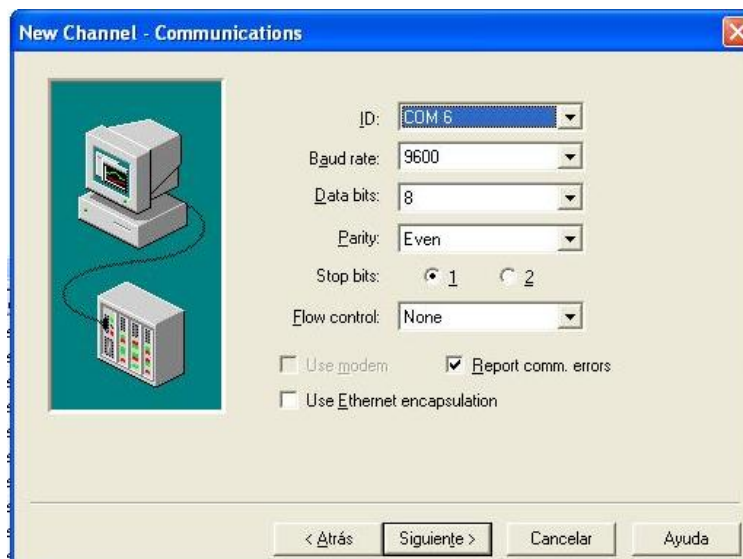 New Channel - Communications
ID: COM 6
Baud rate: 9600
Data bits: 8
Parity: Even
Stop bits: 1 2
Flow control: None
Use modem Report comm. errors
Use Ethernet encapsulation
< Atrás Siguiente > Cancelar Ayuda